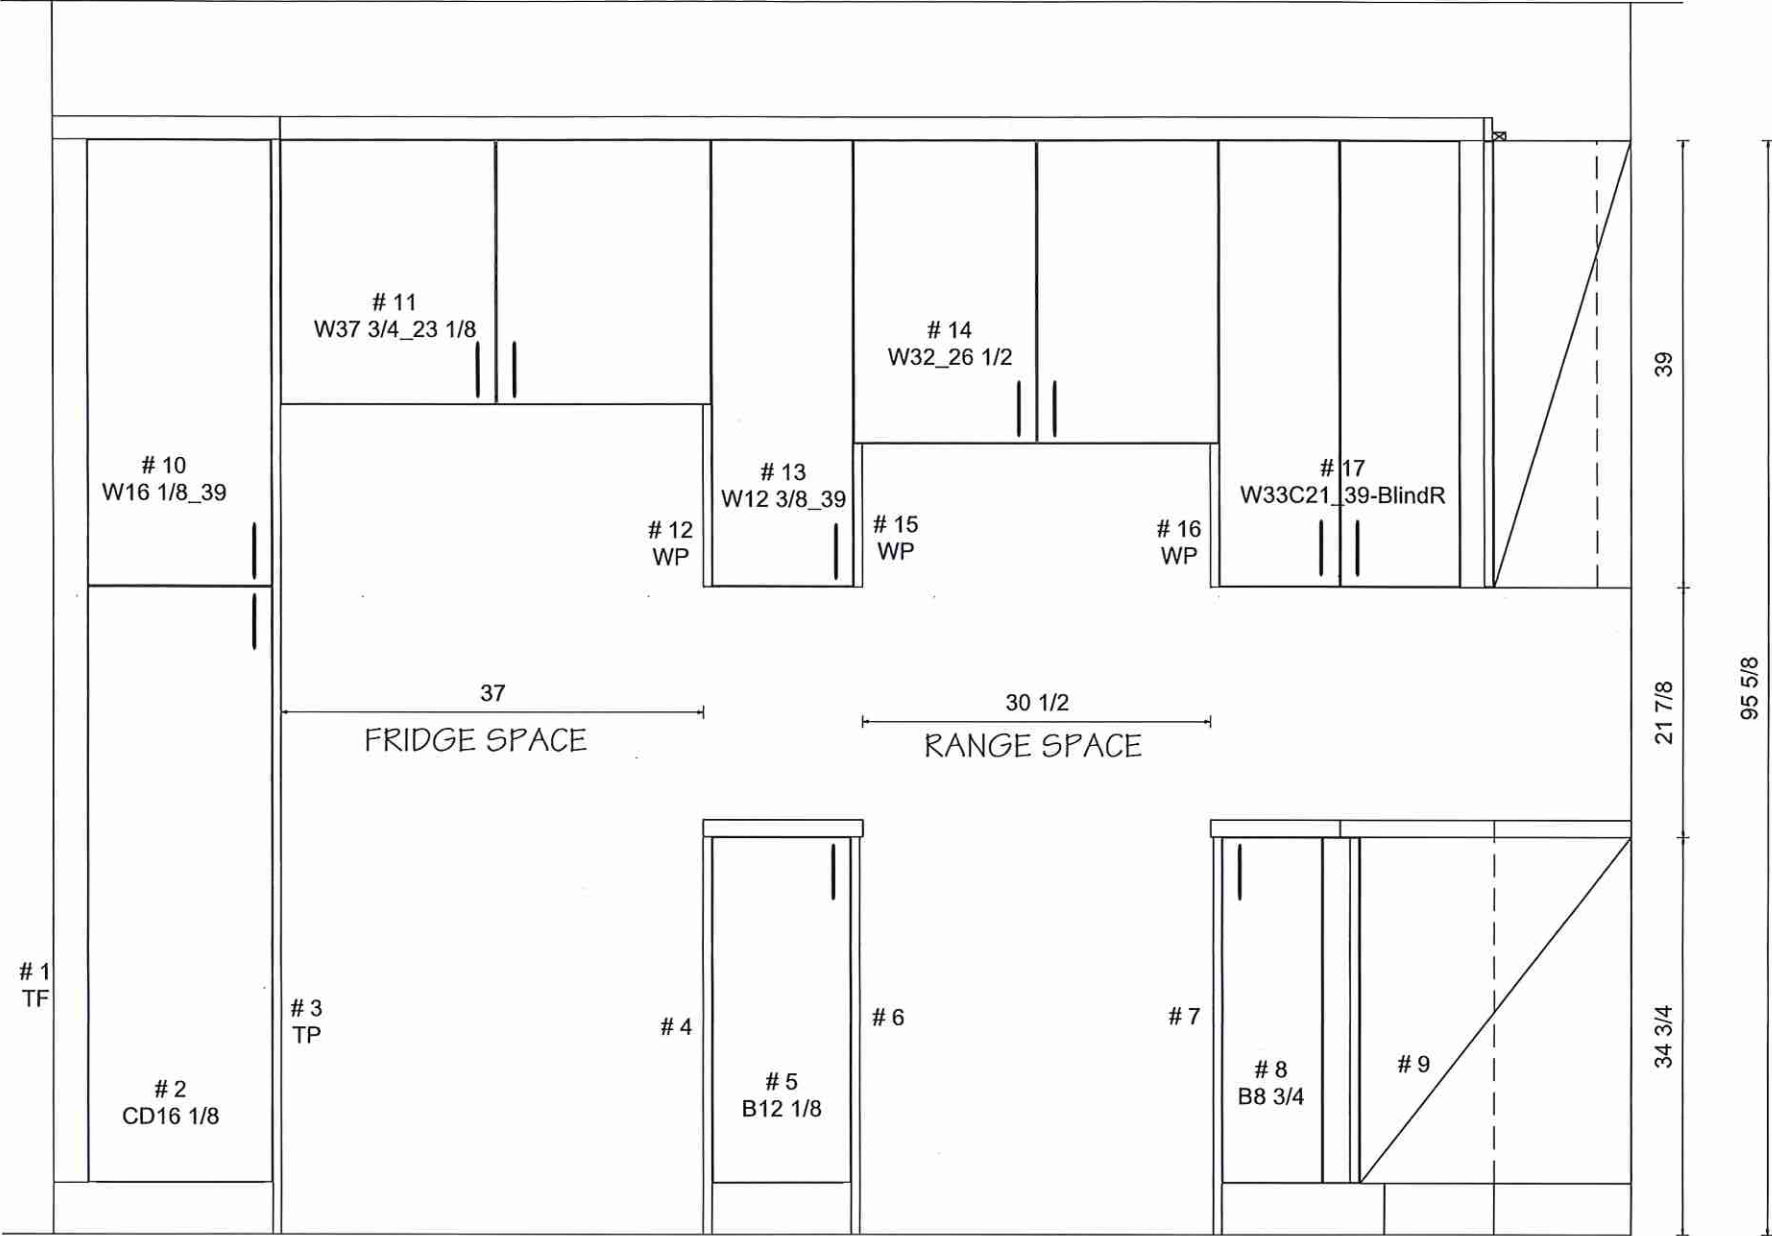 # 11
W37 3/4_23 1/8
# 14
W32_26 1/2
39
# 10
W16 1/8_39
# 13
W12 3/8_39
# 17
W33C21_39-BlindR
# 12
WP
# 15
WP
# 16
WP
37
FRIDGE SPACE
30 1/2
RANGE SPACE
21 7/8
95 5/8
# 1
TF
# 3
TP
# 4
# 6
# 7
34 3/4
# 2
CD16 1/8
# 5
B12 1/8
# 8
B8 3/4
# 9